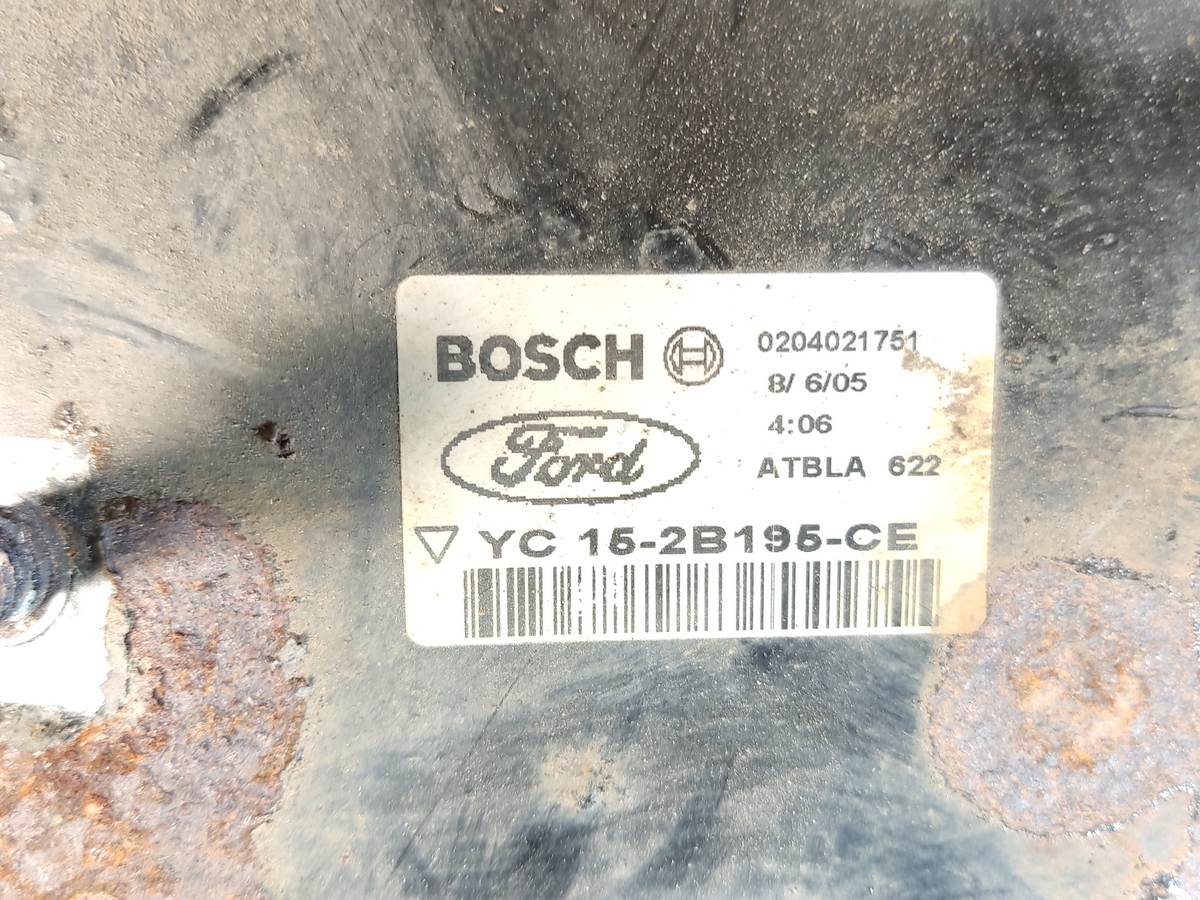 BOSCH
0204021751
8/ 6/05
4:06
Ford
ATBLA 622
YC 15-2B195-CE